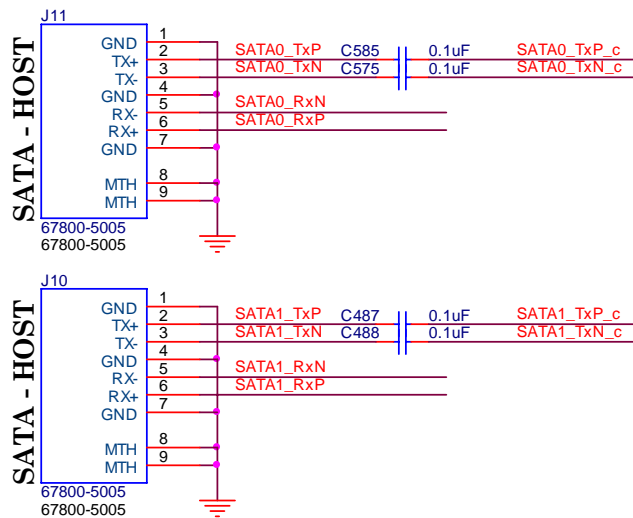 J11
SATA - HOST
GND 1
TX+ 2 SATA0_TxP C585 0.1uF SATA0_TxP_c
TX- 3 SATA0_TxN C575 0.1uF SATA0_TxN_c
GND 4
RX- 5 SATA0_RxN
RX+ 6 SATA0_RxP
GND 7
MTH 8
MTH 9
67800-5005
67800-5005
J10
SATA - HOST
GND 1
TX+ 2 SATA1_TxP C487 0.1uF SATA1_TxP_c
TX- 3 SATA1_TxN C488 0.1uF SATA1_TxN_c
GND 4
RX- 5 SATA1_RxN
RX+ 6 SATA1_RxP
GND 7
MTH 8
MTH 9
67800-5005
67800-5005